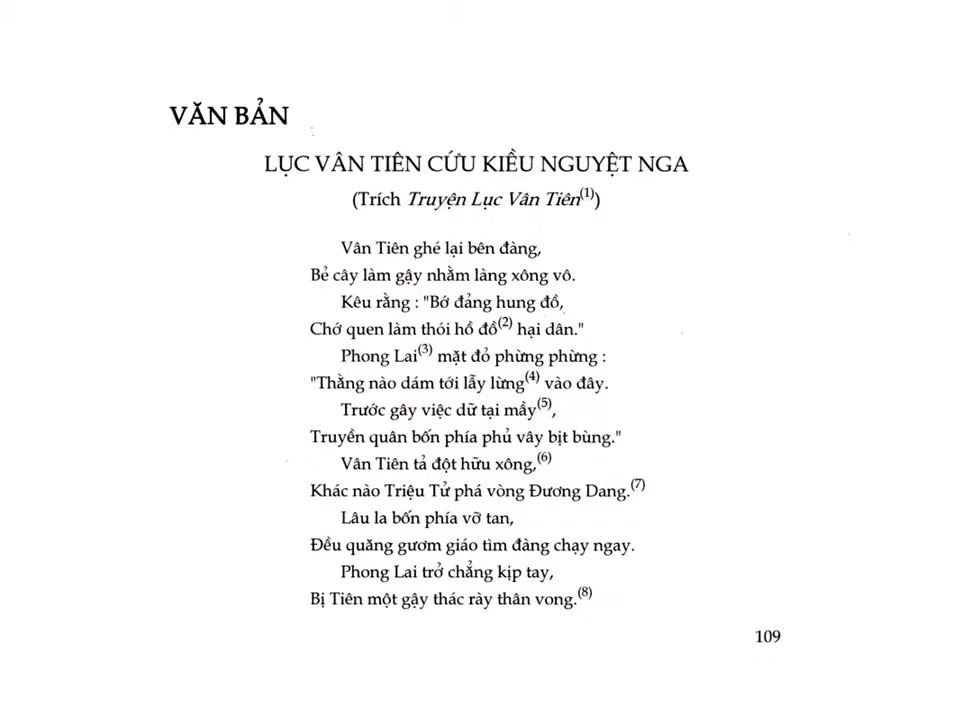 VĂN BẢN
LỤC VÂN TIÊN CỨU KIỀU NGUYỆT NGA
(Trích Truyện Lục Vân Tiên(1))
Vân Tiên ghé lại bên đàng,
Bẻ cây làm gậy nhằm làng xông vô.
Kêu rằng : "Bớ đảng hung đồ,
Chớ quen làm thói hồ đồ(2) hại dân."
Phong Lai(3) mặt đỏ phừng phừng :
"Thằng nào dám tới lẫy lừng(4) vào đây.
Trước gây việc dữ tại mầy(5),
Truyền quân bốn phía phủ vây bịt bùng."
Vân Tiên tả đột hữu xông,(6)
Khác nào Triệu Tử phá vòng Đương Dang.(7)
Lâu la bốn phía vỡ tan,
Đều quăng gươm giáo tìm đàng chạy ngay.
Phong Lai trở chẳng kịp tay,
Bị Tiên một gậy thác rày thân vong.(8)
109